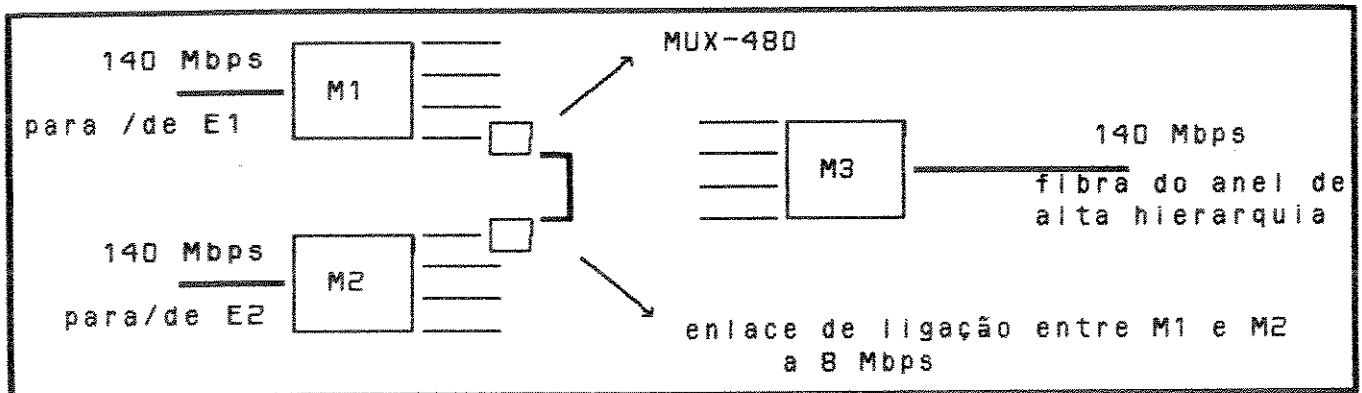 140 Mbps
M1
para /de E1
MUX-480
140 Mbps
M3
fibra do anel de
alta hierarquia
140 Mbps
M2
para/de E2
enlace de ligação entre M1 e M2
a 8 Mbps